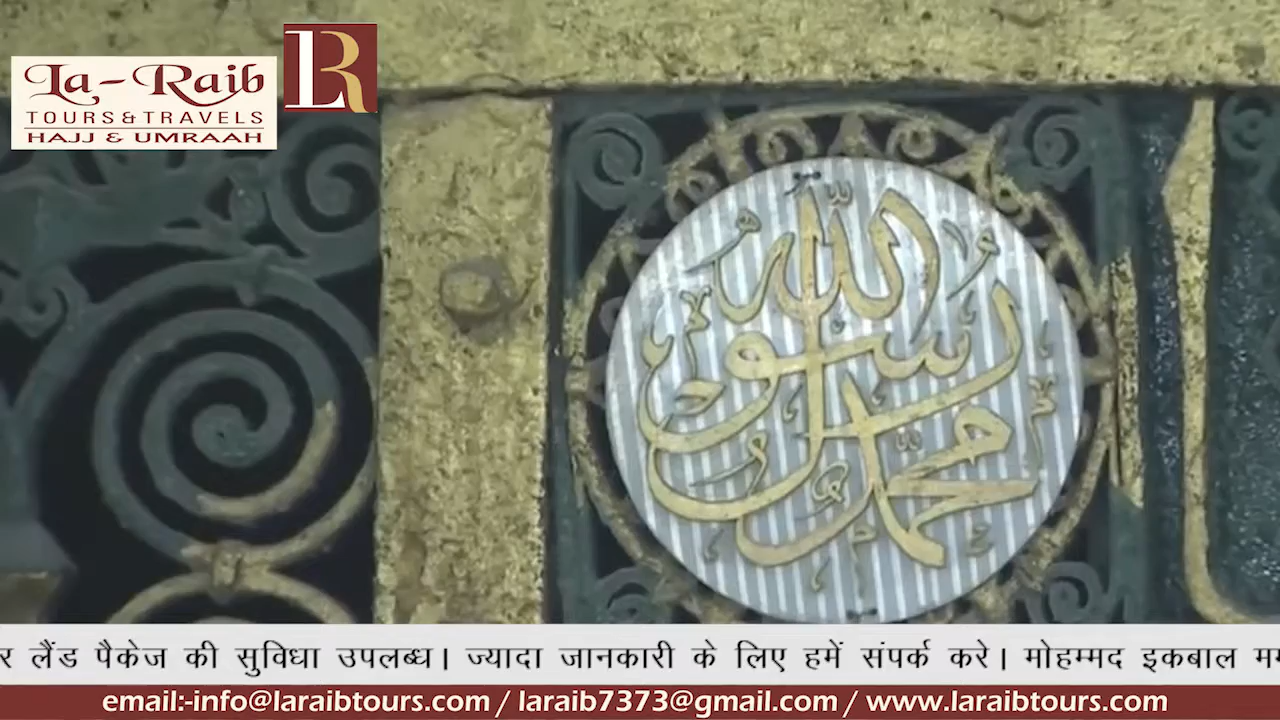 La-Raib
TOURS & TRAVELS
HAJJ & UMRAAH
LR
محمد رسول الله
र लैंड पैकेज की सुविधा उपलब्ध। ज्यादा जानकारी के लिए हमें संपर्क करे। मोहम्मद इकबाल मम
email:-info@laraibtours.com / laraib7373@gmail.com / www.laraibtours.com